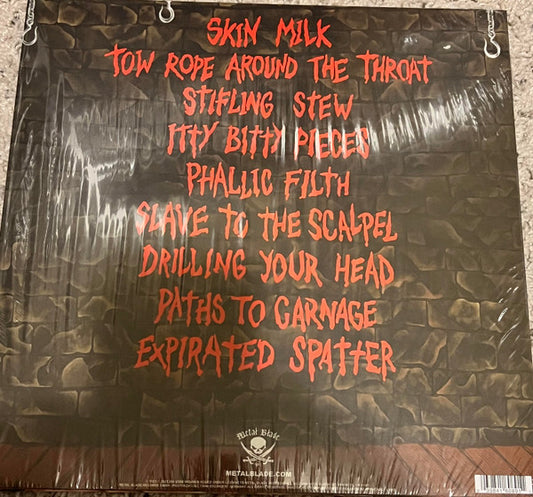 SKIN MILK
TOW ROPE AROUND THE THROAT
STIFLING STEW
ITTY BITTY PIECES
PHALLIC FILTH
SLAVE TO THE SCALPEL
DRILLING YOUR HEAD
PATHS TO CARNAGE
EXPIRATED SPATTER
Metal Blade
METALBLADE.COM